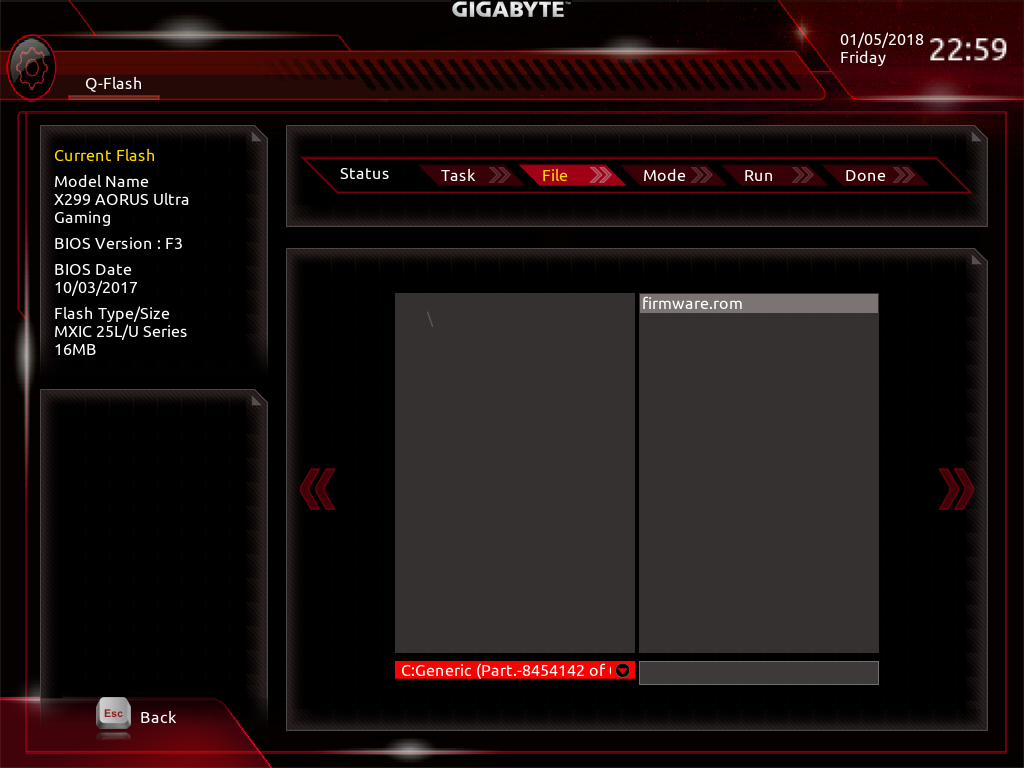 GIGABYTE™
01/05/2018
Friday
22:59
Q-Flash
Current Flash
Model Name
X299 AORUS Ultra
Gaming
BIOS Version : F3
BIOS Date
10/03/2017
Flash Type/Size
MXIC 25L/U Series
16MB
Status
Task
File
Mode
Run
Done
\
firmware.rom
C:Generic (Part.-8454142 of
Esc
Back